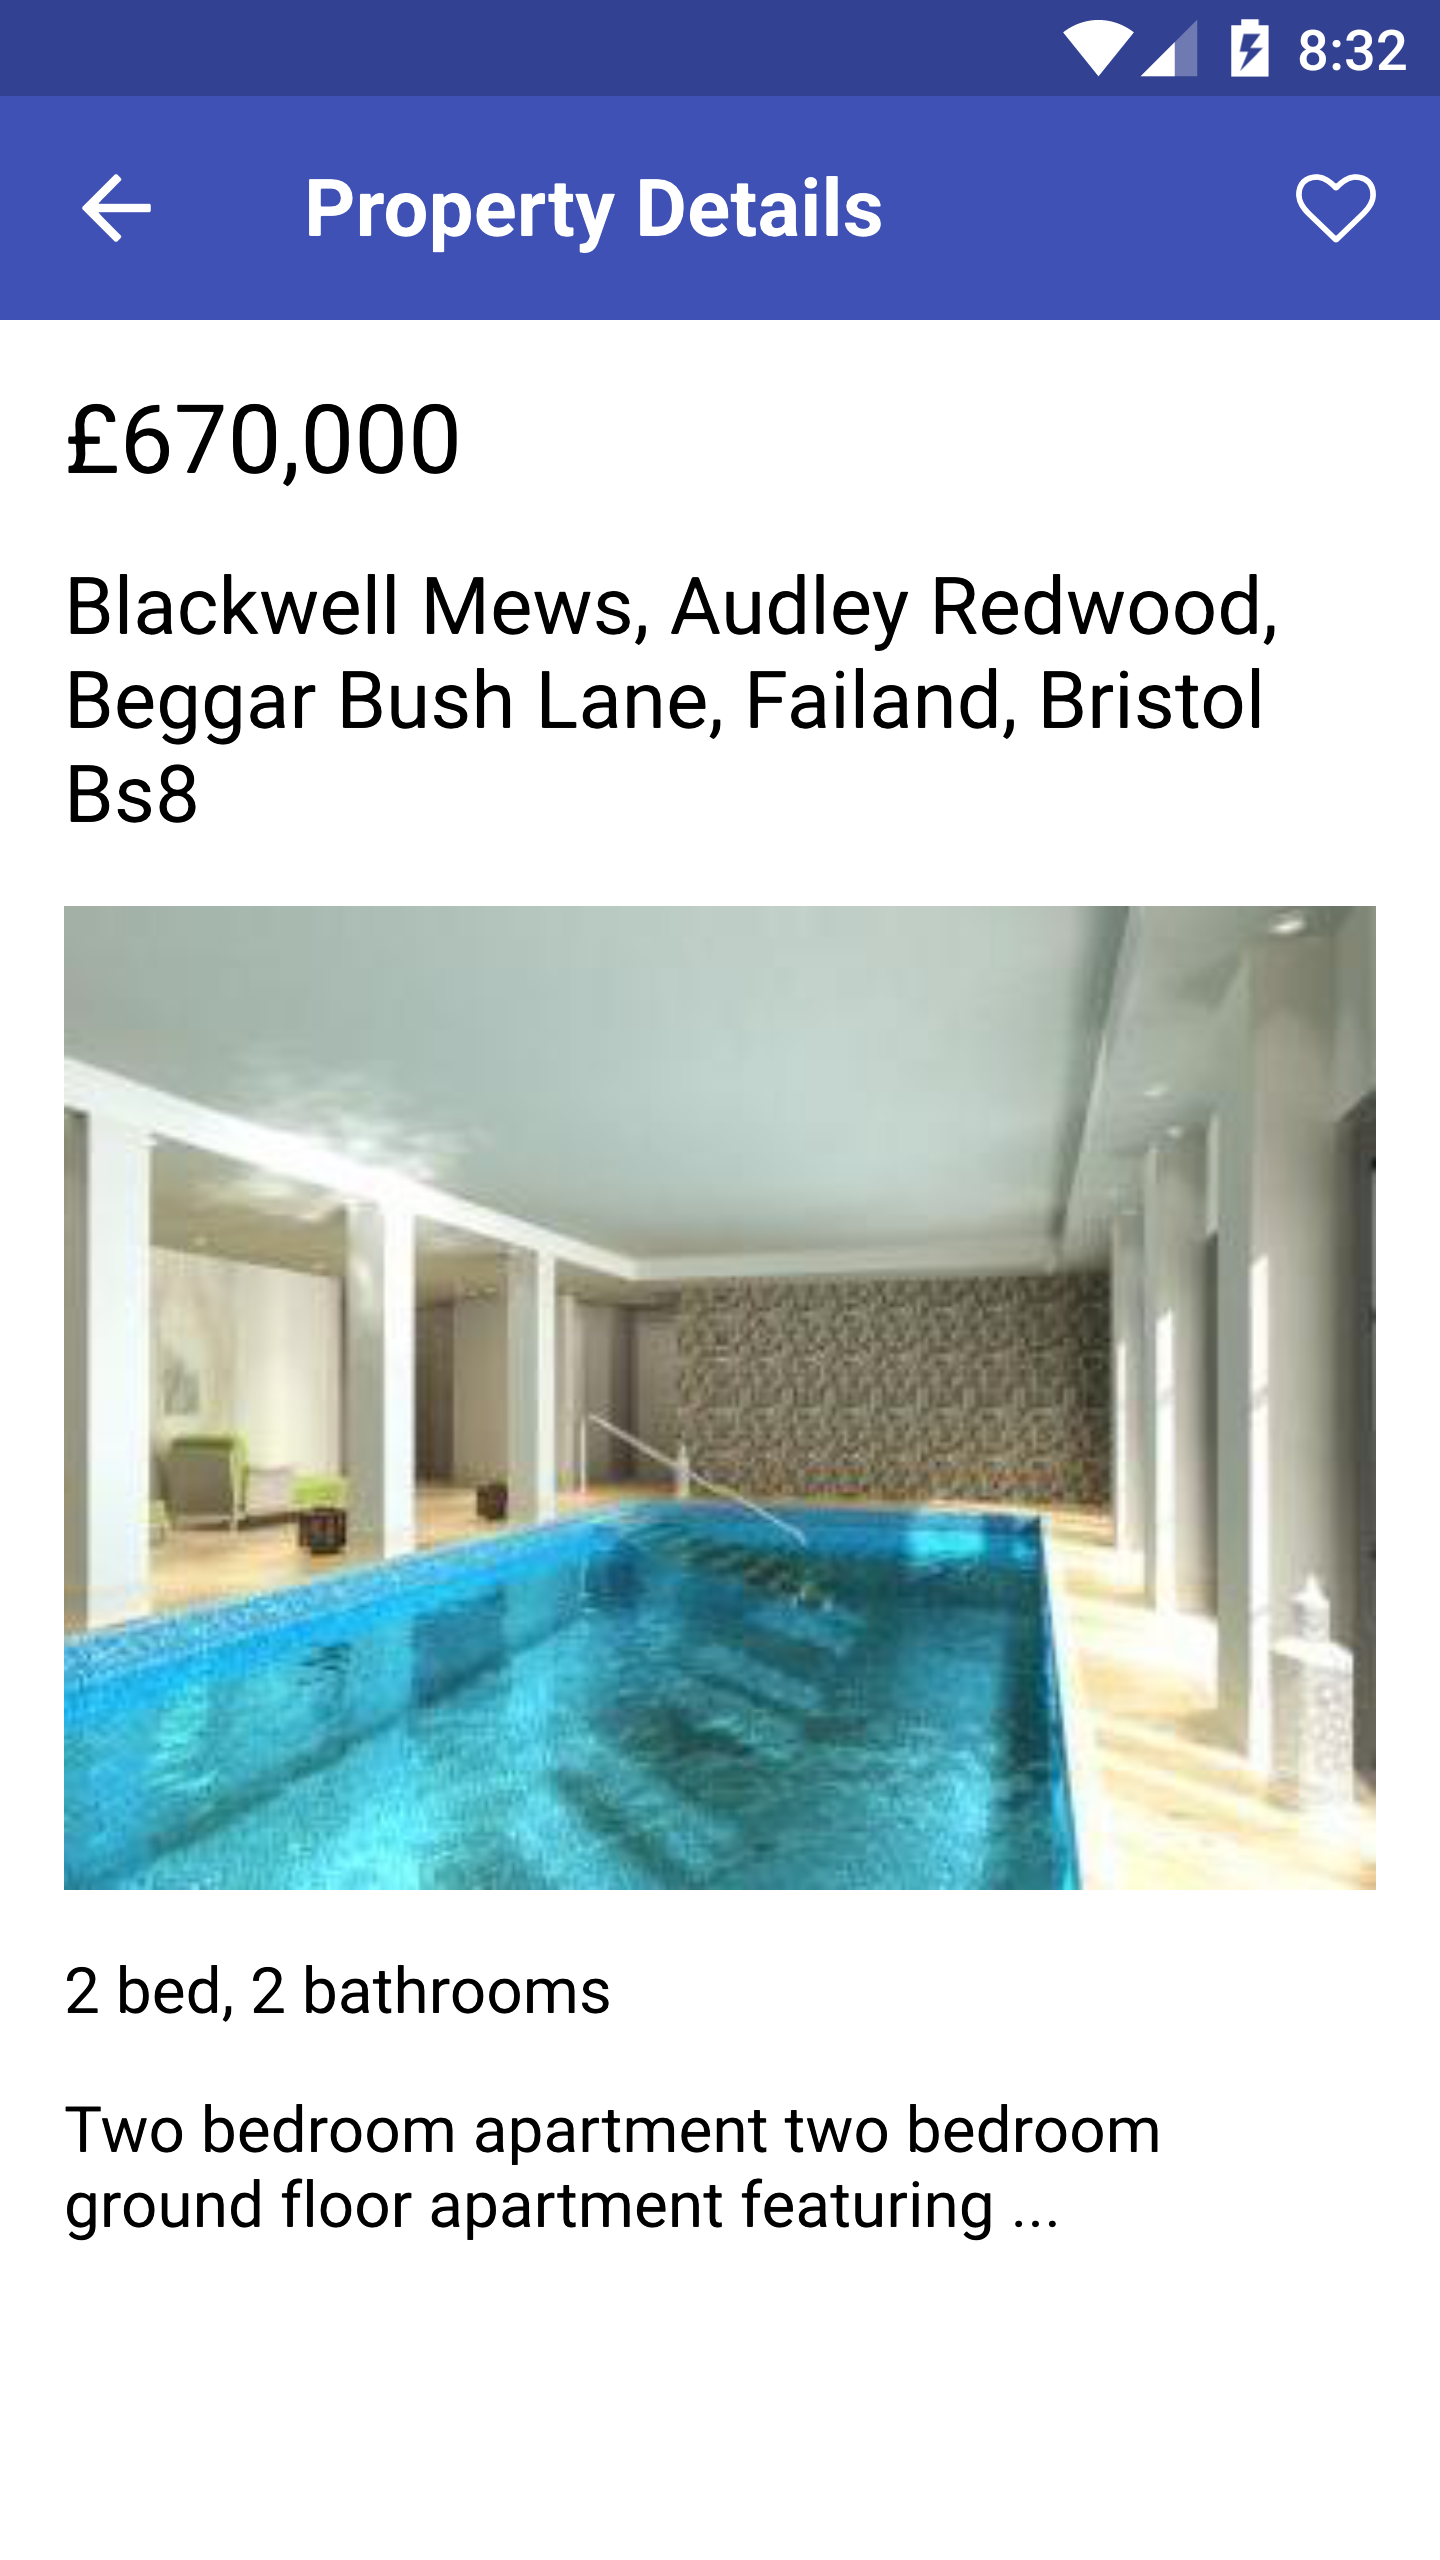 8:32
Property Details
£670,000
Blackwell Mews, Audley Redwood,
Beggar Bush Lane, Failand, Bristol
Bs8
2 bed, 2 bathrooms
Two bedroom apartment two bedroom
ground floor apartment featuring ...